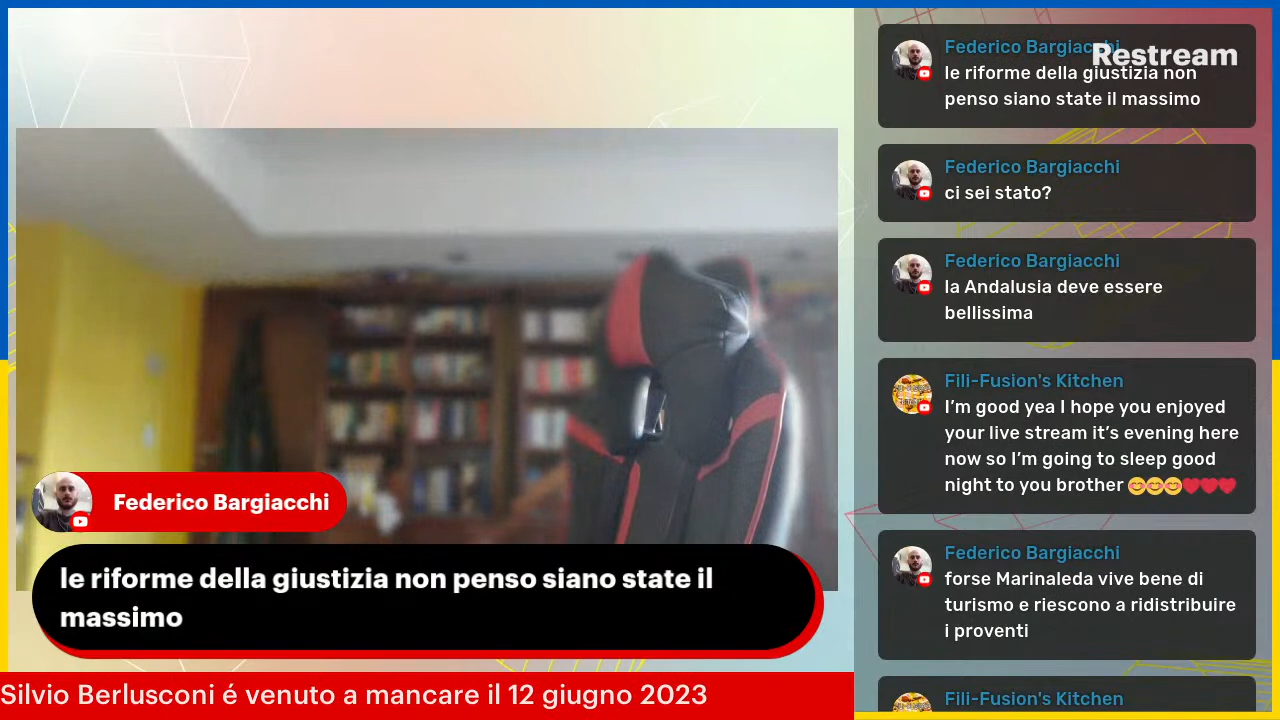 Federico Bargiacchi
le riforme della giustizia non penso siano state il
massimo
Silvio Berlusconi é venuto a mancare il 12 giugno 2023
Restream
Federico Bargiacchi
le riforme della giustizia non
penso siano state il massimo
Federico Bargiacchi
ci sei stato?
Federico Bargiacchi
la Andalusia deve essere
bellissima
Fili-Fusion's Kitchen
I’m good yea I hope you enjoyed
your live stream it’s evening here
now so I’m going to sleep good
night to you brother 😊😊😊❤️❤️❤️
Federico Bargiacchi
forse Marinaleda vive bene di
turismo e riescono a ridistribuire
i proventi
Fili-Fusion's Kitchen